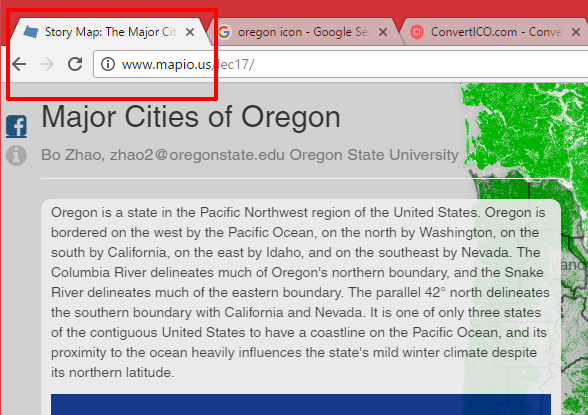 Story Map: The Major Cit
oregon icon - Google Se
ConvertICO.com - Conve
www.mapio.us/lec17/
Major Cities of Oregon
Bo Zhao, zhao2@oregonstate.edu Oregon State University
Oregon is a state in the Pacific Northwest region of the United States. Oregon is
bordered on the west by the Pacific Ocean, on the north by Washington, on the
south by California, on the east by Idaho, and on the southeast by Nevada. The
Columbia River delineates much of Oregon's northern boundary, and the Snake
River delineates much of the eastern boundary. The parallel 42° north delineates
the southern boundary with California and Nevada. It is one of only three states
of the contiguous United States to have a coastline on the Pacific Ocean, and its
proximity to the ocean heavily influences the state's mild winter climate despite
its northern latitude.